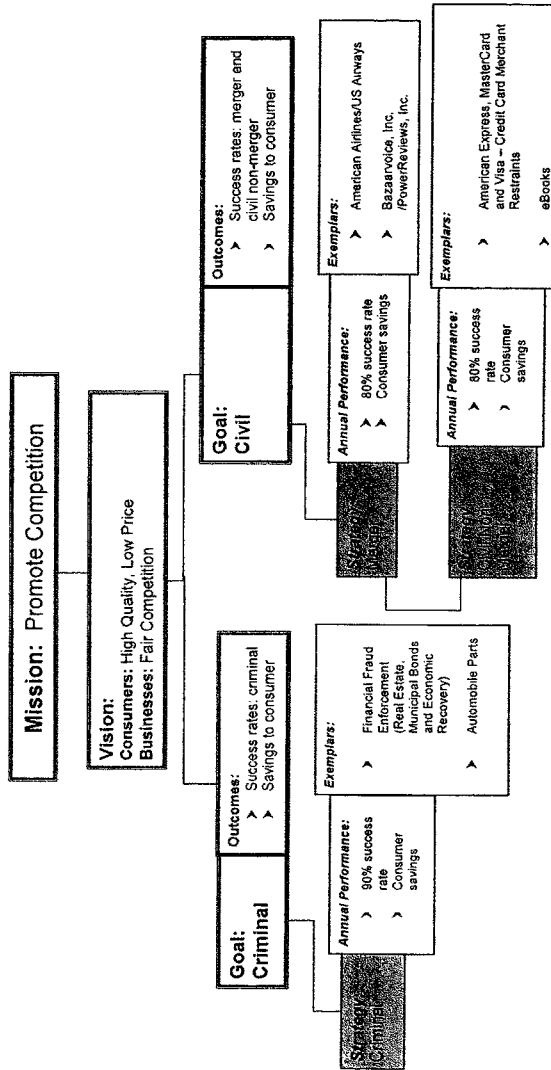 Mission: Promote Competition
Vision:
Consumers: High Quality, Low Price
Businesses: Fair Competition
Goal:
Criminal
Outcomes:
➢ Success rates: criminal
➢ Savings to consumer
Strategy
Criminal
Annual Performance:
➢ 90% success
rate
➢ Consumer
savings
Exemplars:
➢ Financial Fraud
Enforcement
(Real Estate,
Municipal Bonds
and Economic
Recovery)
➢ Automobile Parts
Goal:
Civil
Outcomes:
➢ Success rates: merger and
civil non-merger
➢ Savings to consumer
Strategy
Merger
Annual Performance:
➢ 80% success rate
➢ Consumer savings
Exemplars:
➢ American Airlines/US Airways
➢ Bazaarvoice, Inc.
/PowerReviews, Inc.
Strategy
Annual Performance:
➢ 80% success
rate
➢ Consumer
savings
Exemplars:
➢ American Express, MasterCard
and Visa – Credit Card Merchant
Restraints
➢ eBooks